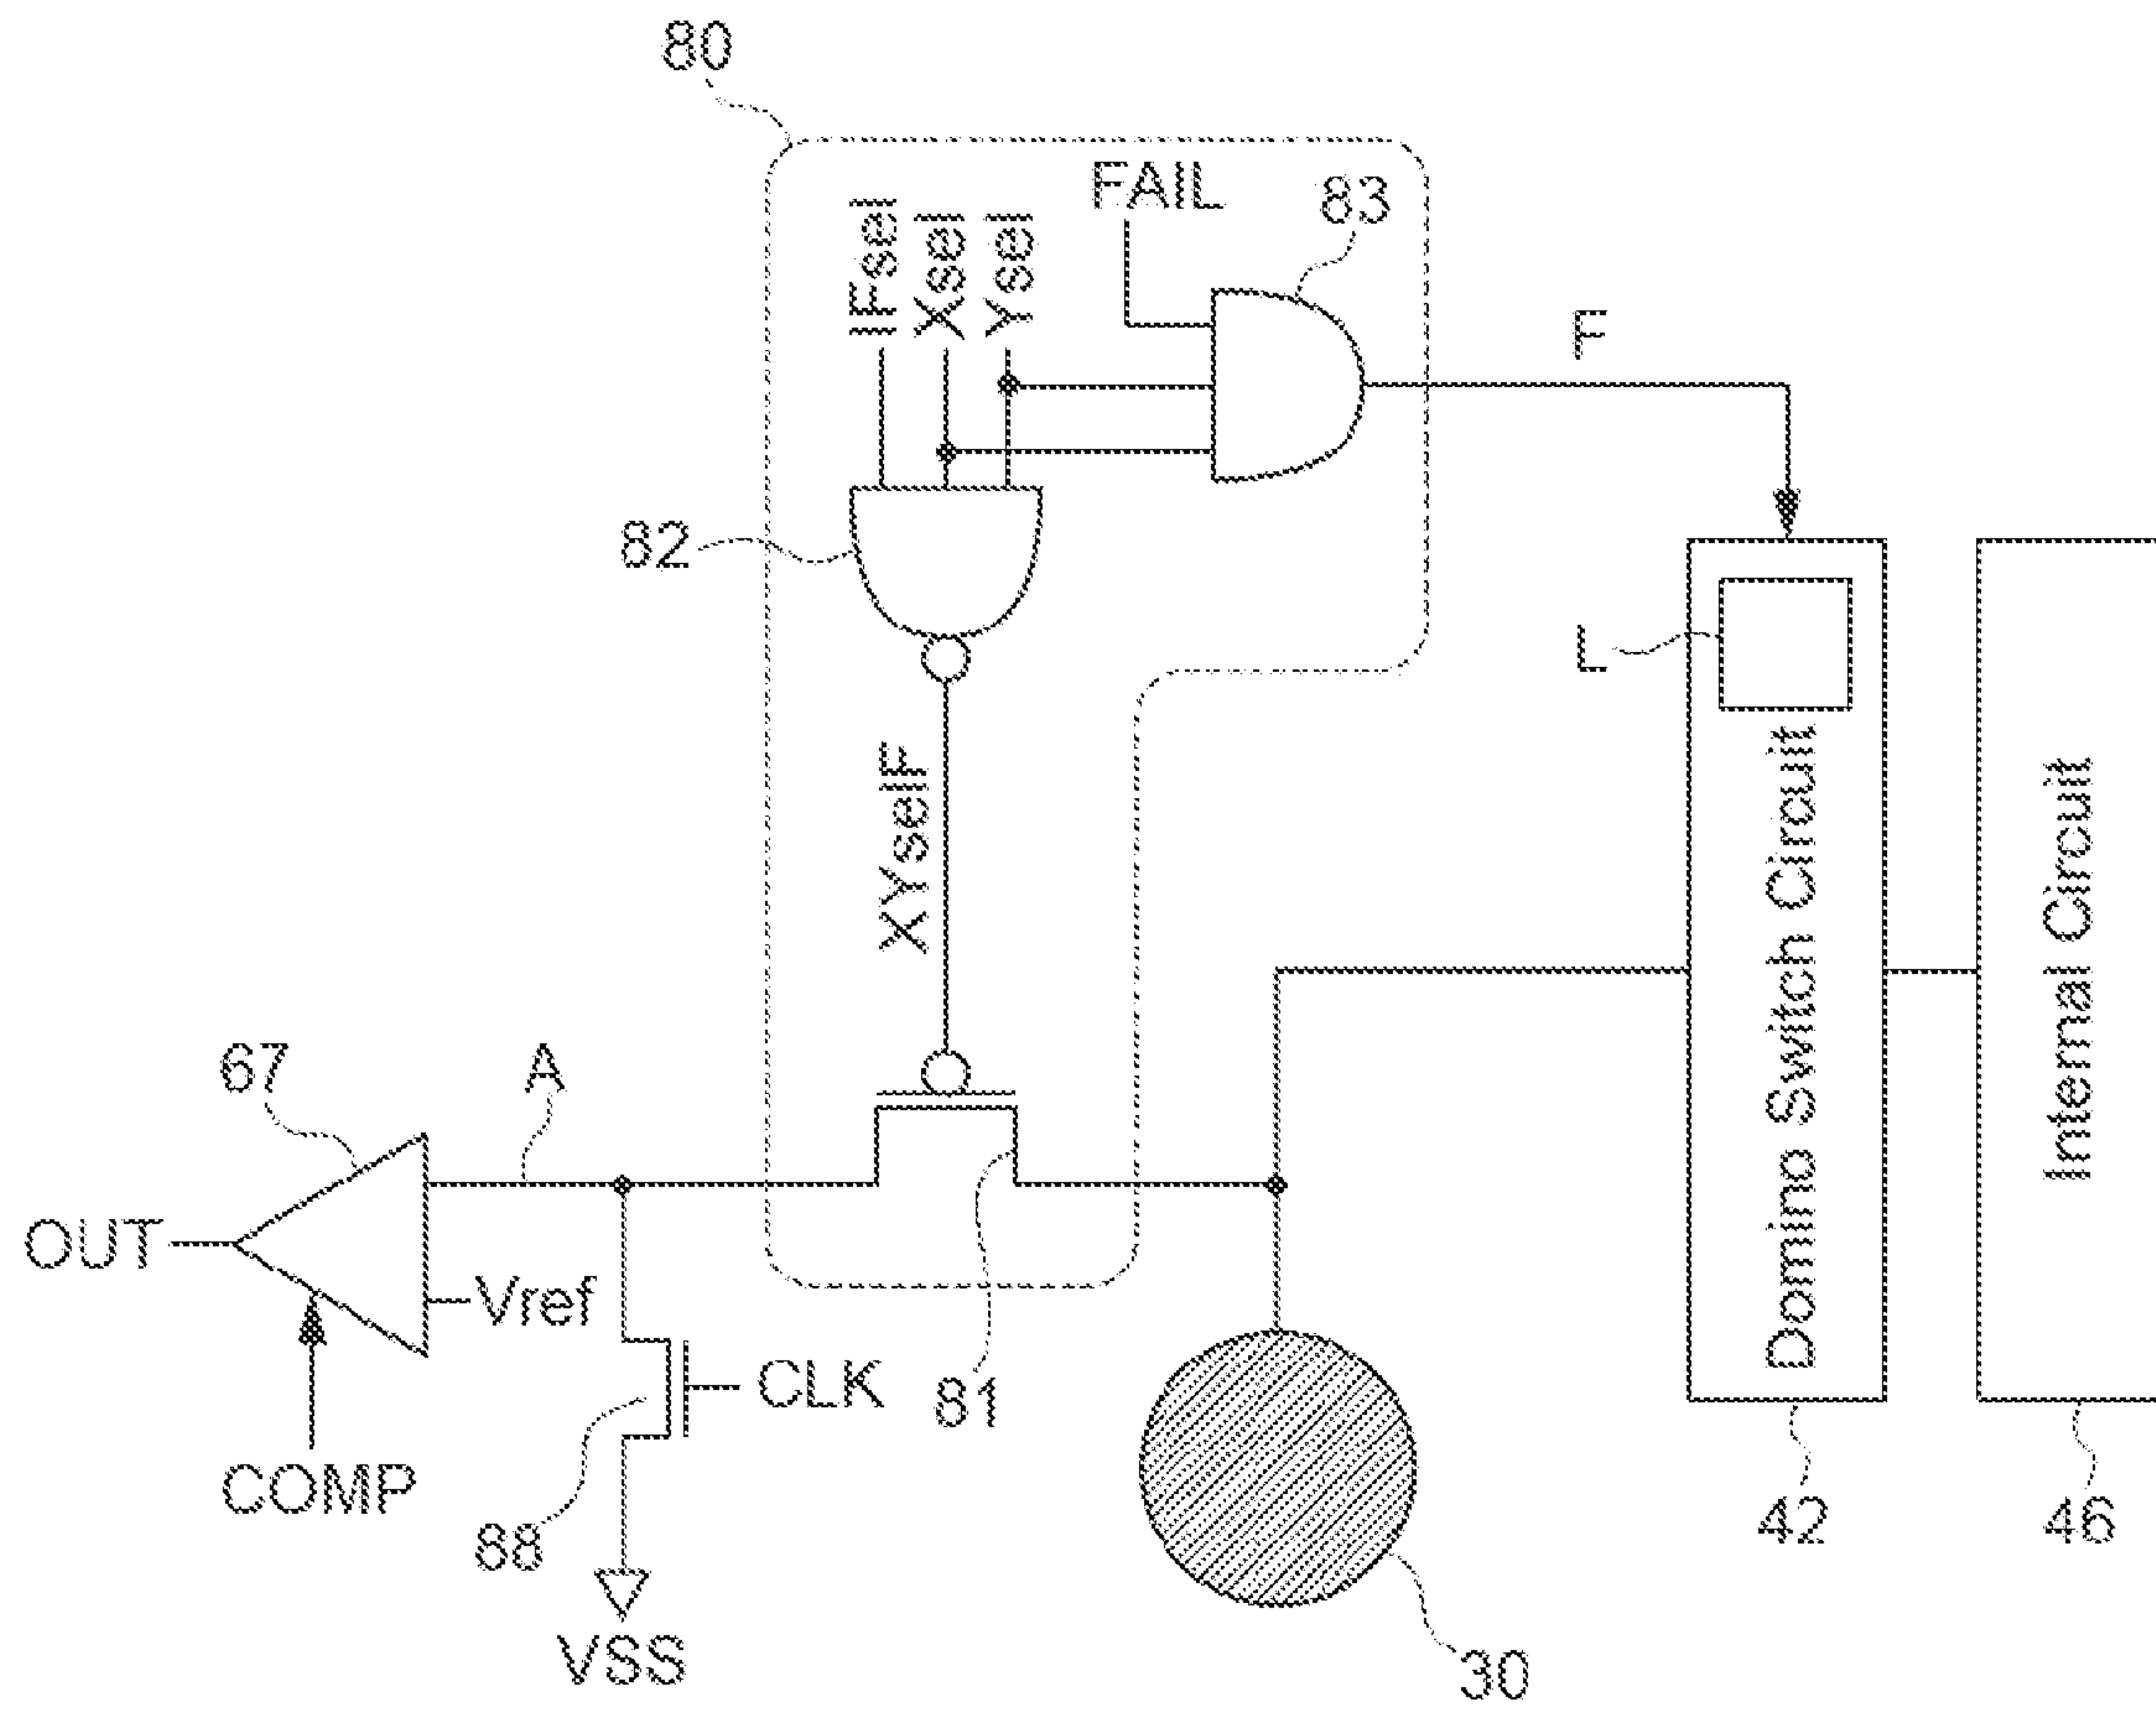 80
FAIL
83
IFsel
Xsel
Ysel
F
82
L
XYselF
Domino Switch Circuit
Internal Circuit
67
A
OUT
Vref
CLK
81
COMP
88
42
46
VSS
30